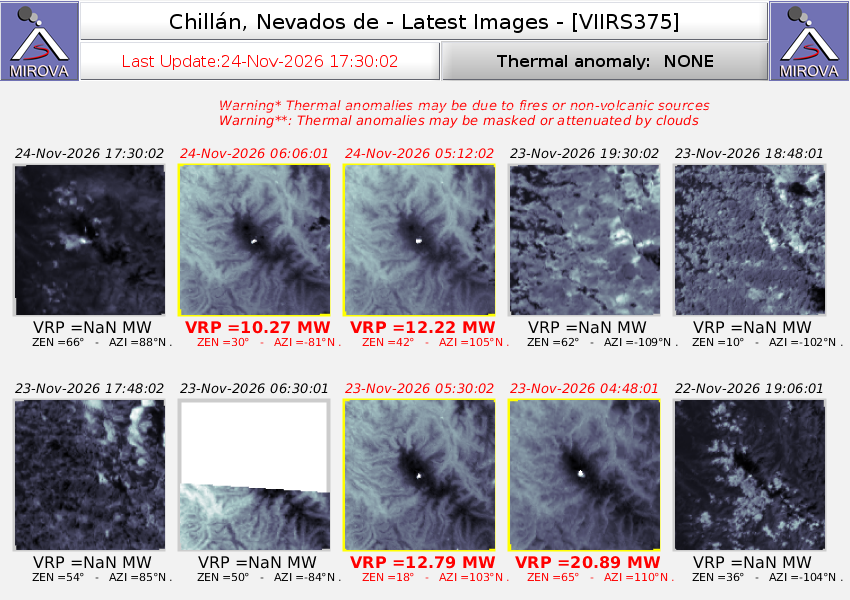 MIROVA
Chillán, Nevados de - Latest Images - [VIIRS375]
MIROVA
Last Update:24-Nov-2026 17:30:02
Thermal anomaly: NONE
Warning* Thermal anomalies may be due to fires or non-volcanic sources
Warning**: Thermal anomalies may be masked or attenuated by clouds
24-Nov-2026 17:30:02
24-Nov-2026 06:06:01
24-Nov-2026 05:12:02
23-Nov-2026 19:30:02
23-Nov-2026 18:48:01
VRP =NaN MW
VRP =10.27 MW
VRP =12.22 MW
VRP =NaN MW
VRP =NaN MW
ZEN =66° - AZI =88°N .
ZEN =30° - AZI =-81°N .
ZEN =42° - AZI =105°N .
ZEN =62° - AZI =-109°N .
ZEN =10° - AZI =-102°N .
23-Nov-2026 17:48:02
23-Nov-2026 06:30:01
23-Nov-2026 05:30:02
23-Nov-2026 04:48:01
22-Nov-2026 19:06:01
VRP =NaN MW
VRP =NaN MW
VRP =12.79 MW
VRP =20.89 MW
VRP =NaN MW
ZEN =54° - AZI =85°N .
ZEN =50° - AZI =-84°N .
ZEN =18° - AZI =103°N .
ZEN =65° - AZI =110°N .
ZEN =36° - AZI =-104°N .